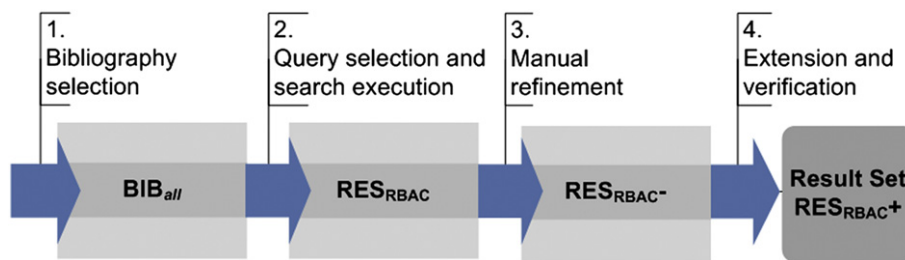 1.
Bibliography
selection
2.
Query selection and
search execution
3.
Manual
refinement
4.
Extension and
verification
BIBall
RESRBAC
RESRBAC-
Result Set
RESRBAC+